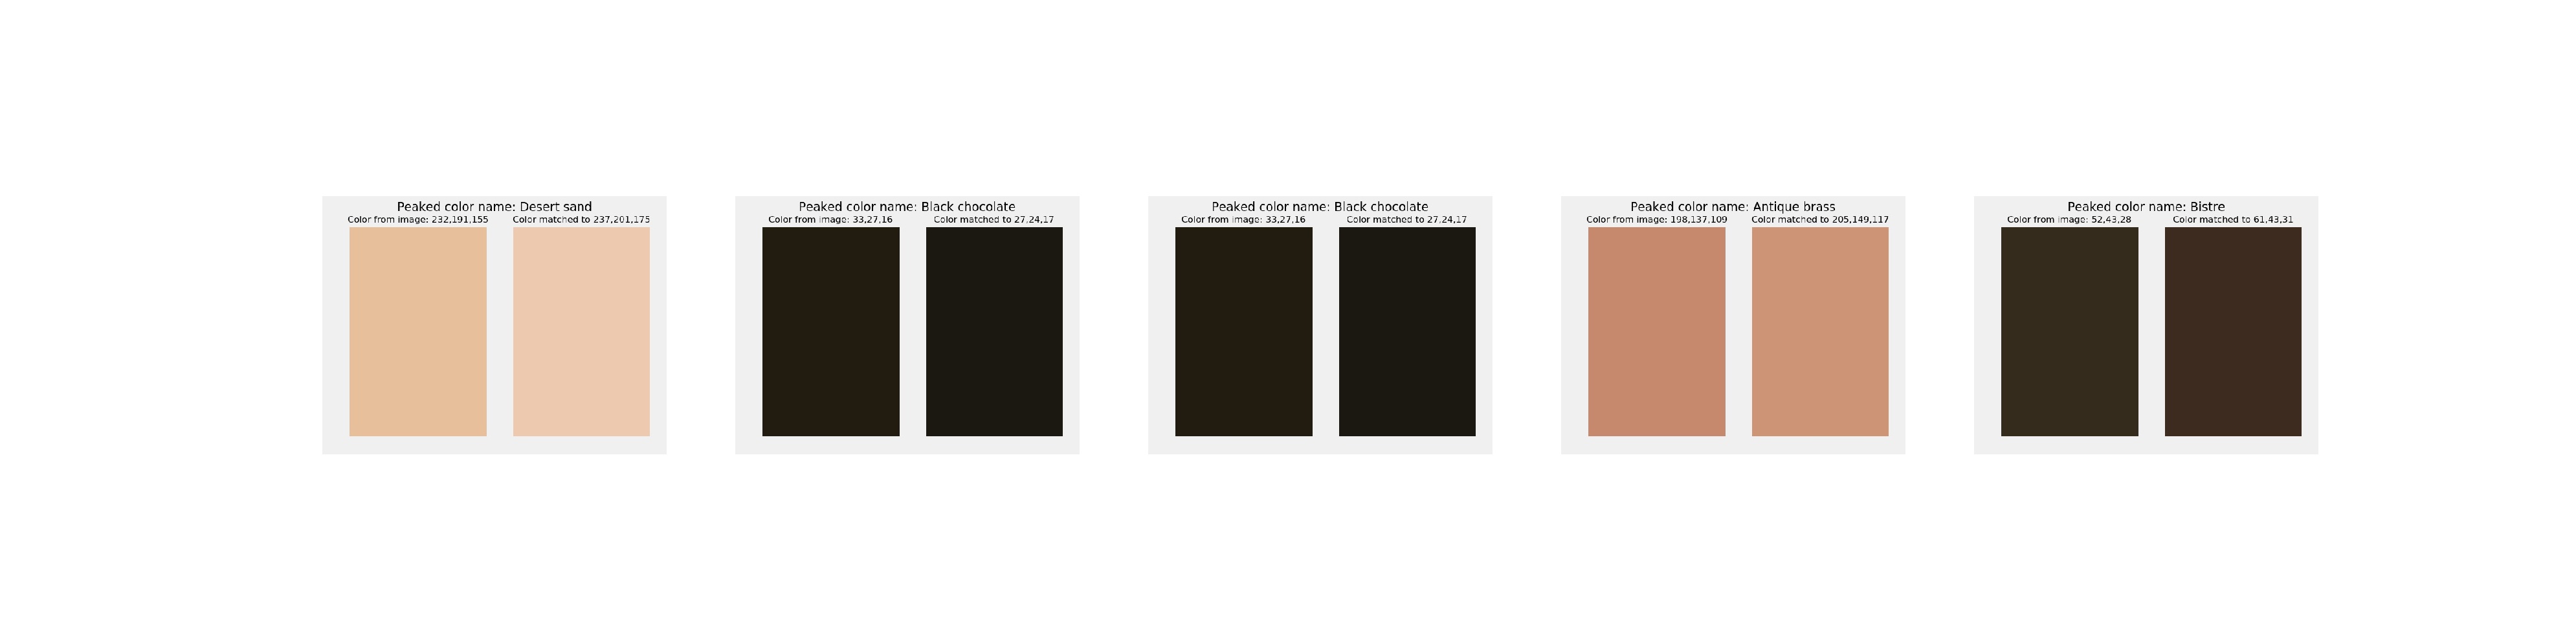 Peaked color name: Desert sand
Color from image: 232,191,155
Color matched to 237,201,175
Peaked color name: Black chocolate
Color from image: 33,27,16
Color matched to 27,24,17
Peaked color name: Black chocolate
Color from image: 33,27,16
Color matched to 27,24,17
Peaked color name: Antique brass
Color from image: 198,137,109
Color matched to 205,149,117
Peaked color name: Bistre
Color from image: 52,43,28
Color matched to 61,43,31